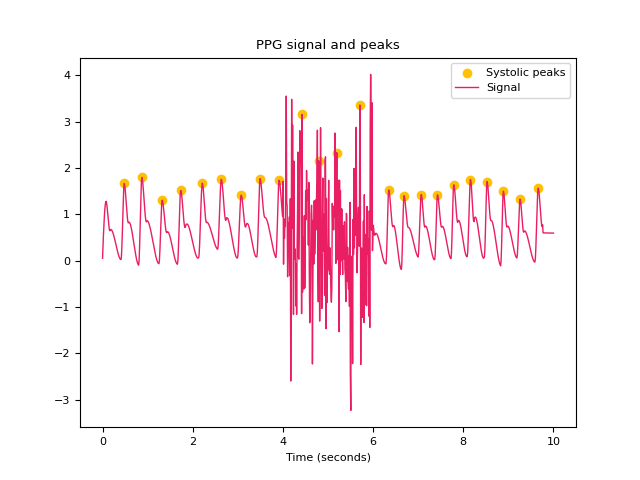 PPG signal and peaks
Systolic peaks
Signal
4
3
2
1
0
−1
−2
−3
0 2 4 6 8 10
Time (seconds)